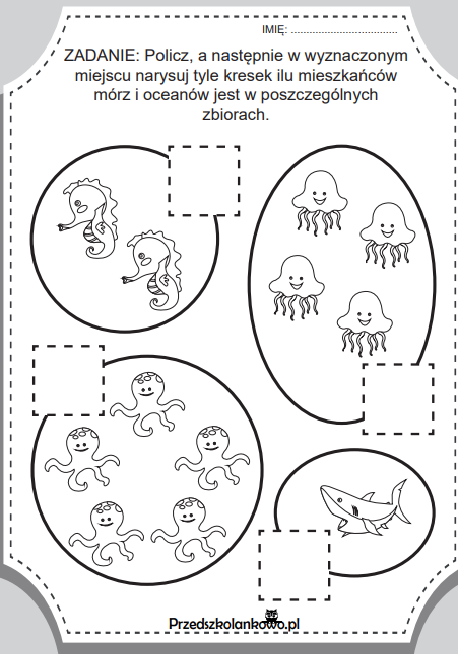 IMIĘ: ...................................
ZADANIE: Policz, a następnie w wyznaczonym
miejscu narysuj tyle kresek ilu mieszkańców
mórz i oceanów jest w poszczególnych
zbiorach.
Przedszkolankowo.pl